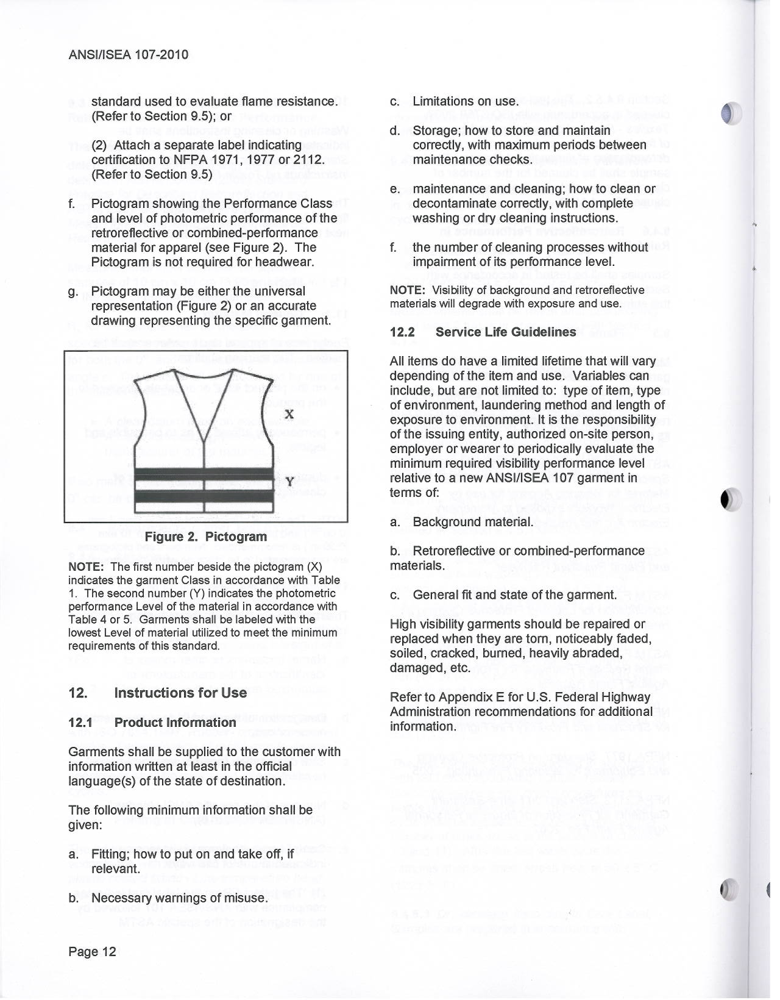 ANSI/ISEA 107-2010
standard used to evaluate flame resistance.
(Refer to Section 9.5); or
(2) Attach a separate label indicating
certification to NFPA 1971, 1977 or 2112.
(Refer to Section 9.5)
f. Pictogram showing the Performance Class
and level of photometric performance of the
retroreflective or combined-performance
material for apparel (see Figure 2). The
Pictogram is not required for headwear.
g. Pictogram may be either the universal
representation (Figure 2) or an accurate
drawing representing the specific garment.
X
Y
Figure 2. Pictogram
NOTE: The first number beside the pictogram (X)
indicates the garment Class in accordance with Table
1. The second number (Y) indicates the photometric
performance Level of the material in accordance with
Table 4 or 5. Garments shall be labeled with the
lowest Level of material utilized to meet the minimum
requirements of this standard.
12. Instructions for Use
12.1 Product Information
Garments shall be supplied to the customer with
information written at least in the official
language(s) of the state of destination.
The following minimum information shall be
given:
a. Fitting; how to put on and take off, if
relevant.
b. Necessary warnings of misuse.
c. Limitations on use.
d. Storage; how to store and maintain
correctly, with maximum periods between
maintenance checks.
e. maintenance and cleaning; how to clean or
decontaminate correctly, with complete
washing or dry cleaning instructions.
f. the number of cleaning processes without
impairment of its performance level.
NOTE: Visibility of background and retroreflective
materials will degrade with exposure and use.
12.2 Service Life Guidelines
All items do have a limited lifetime that will vary
depending of the item and use. Variables can
include, but are not limited to: type of item, type
of environment, laundering method and length of
exposure to environment. It is the responsibility
of the issuing entity, authorized on-site person,
employer or wearer to periodically evaluate the
minimum required visibility performance level
relative to a new ANSI/ISEA 107 garment in
terms of:
a. Background material.
b. Retroreflective or combined-performance
materials.
c. General fit and state of the garment.
High visibility garments should be repaired or
replaced when they are torn, noticeably faded,
soiled, cracked, burned, heavily abraded,
damaged, etc.
Refer to Appendix E for U.S. Federal Highway
Administration recommendations for additional
information.
Page 12